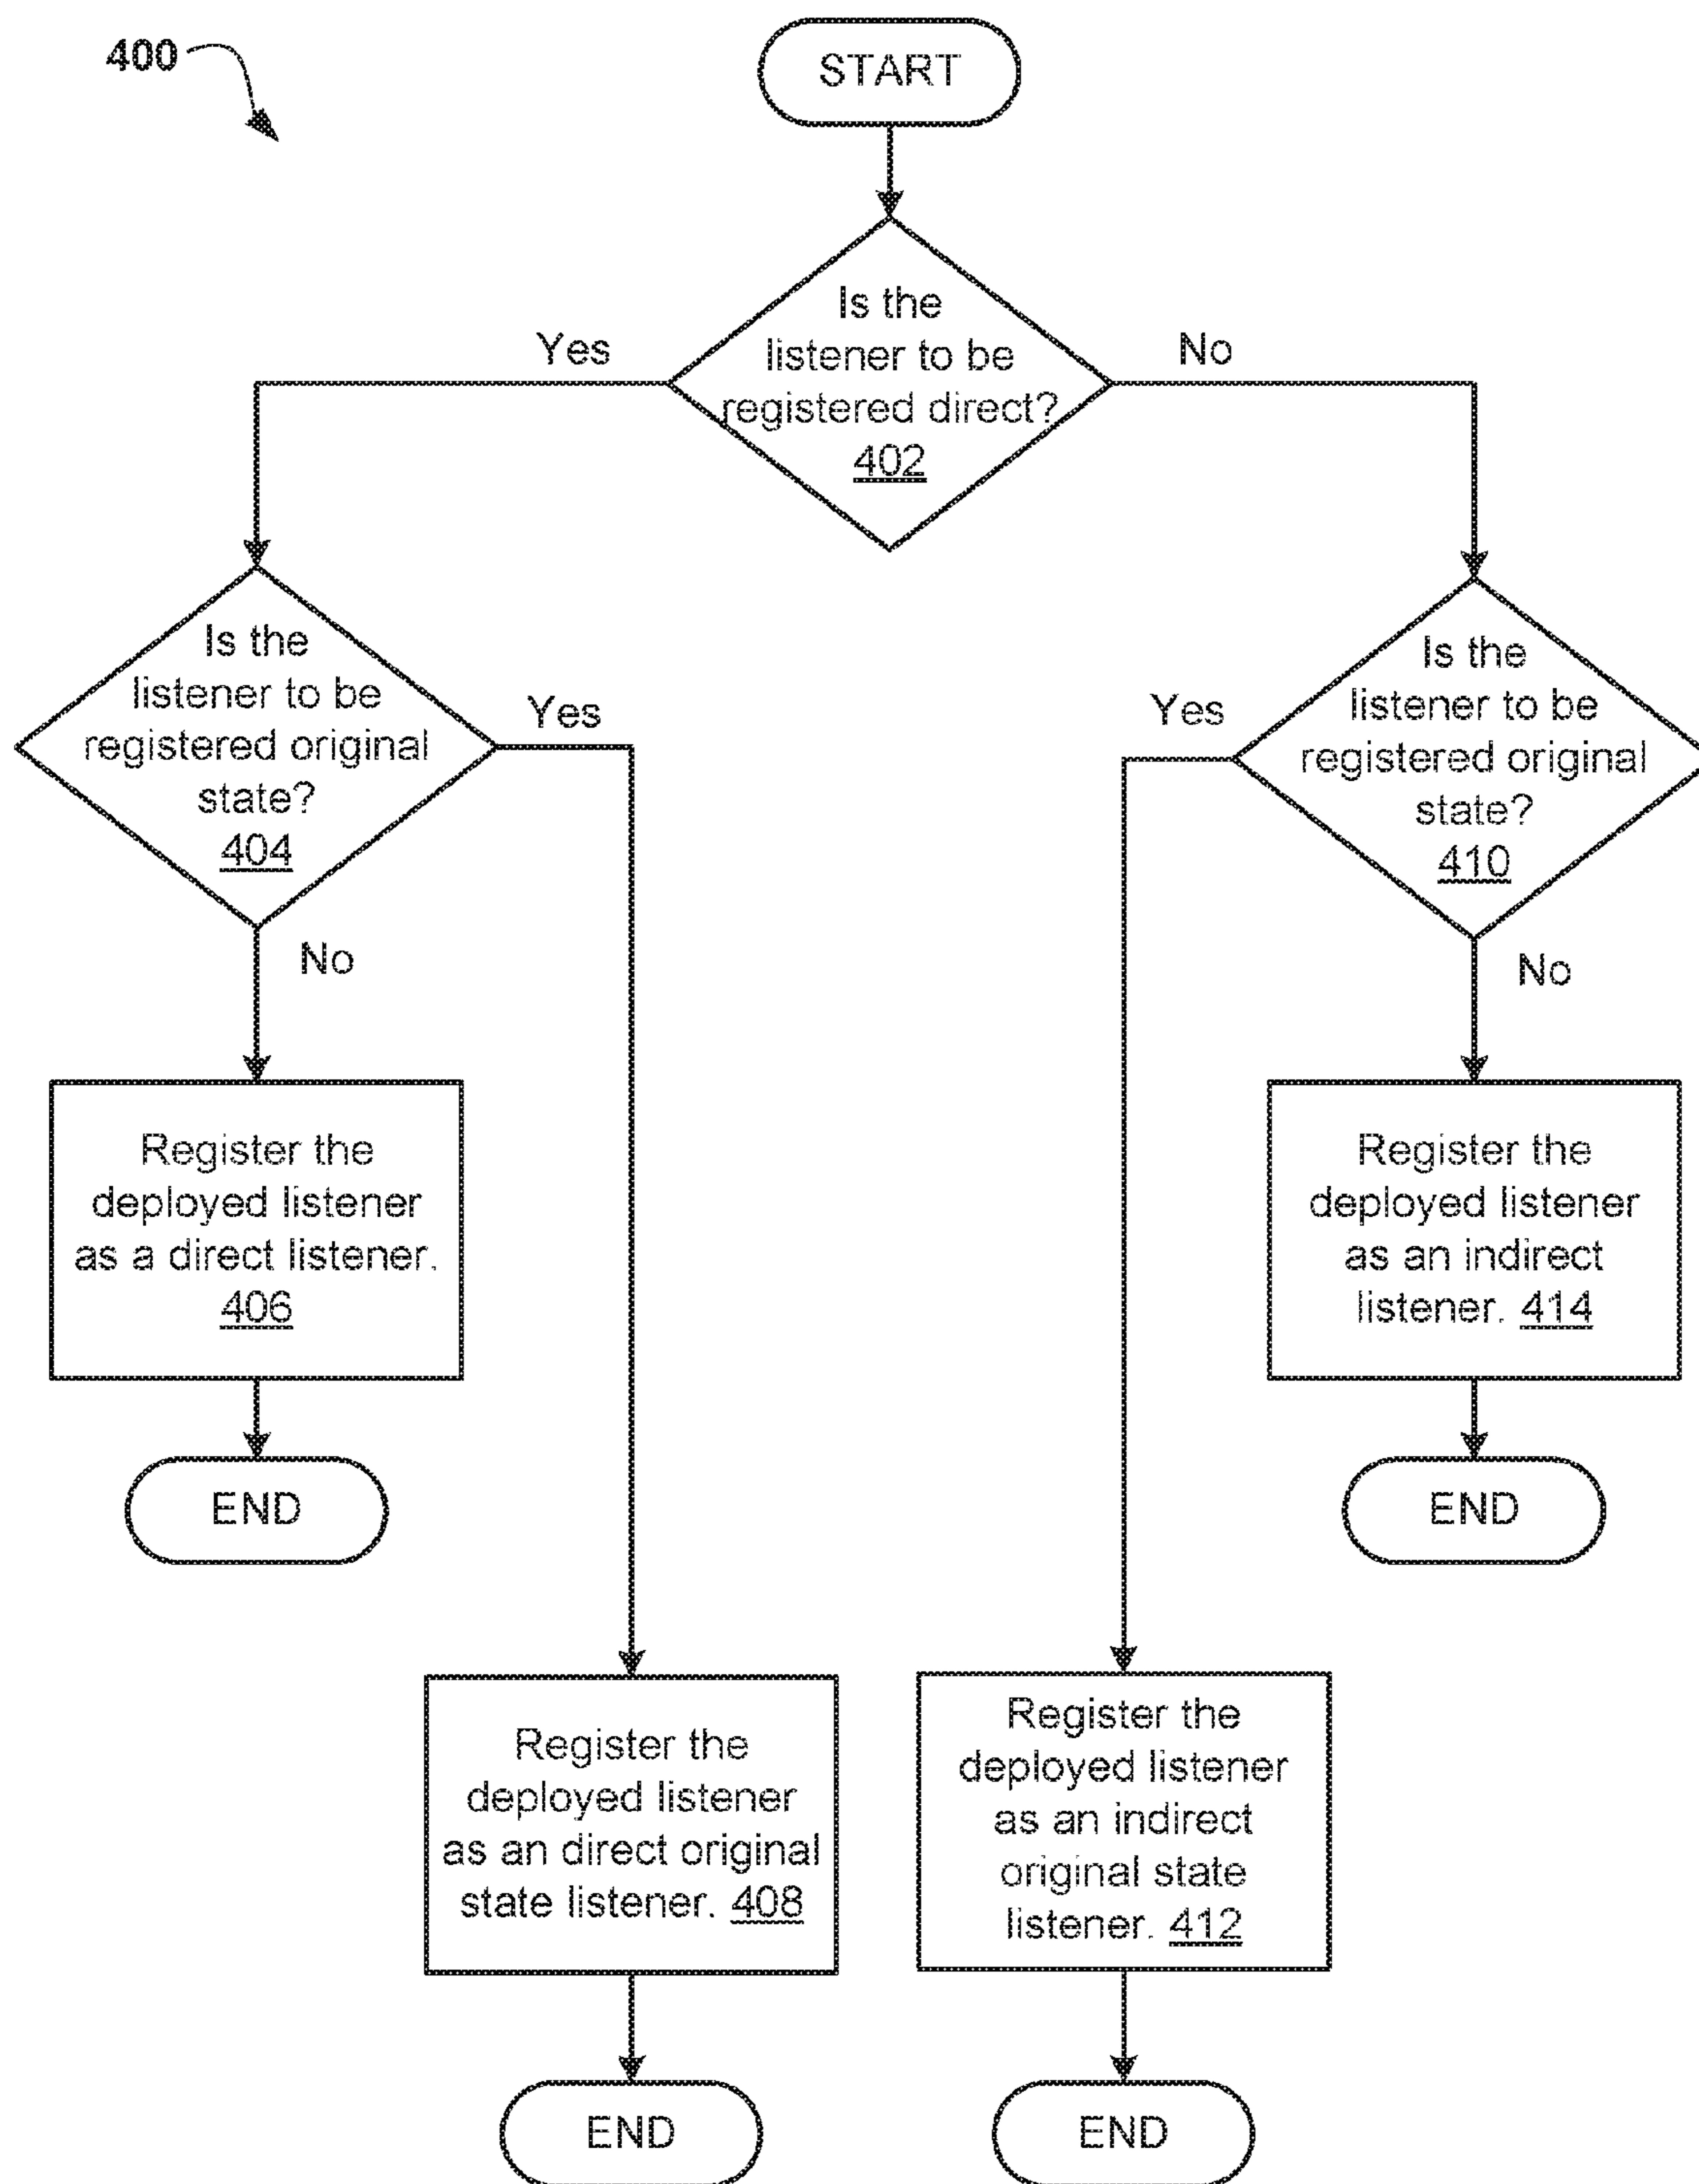 400
START
Is the
listener to be
registered direct?
402
Yes
No
Is the
listener to be
registered original
state?
404
Yes
No
Is the
listener to be
registered original
state?
410
Yes
No
Register the
deployed listener
as a direct listener.
406
END
Register the
deployed listener
as an indirect
listener. 414
END
Register the
deployed listener
as an direct original
state listener. 408
END
Register the
deployed listener
as an indirect
original state
listener. 412
END